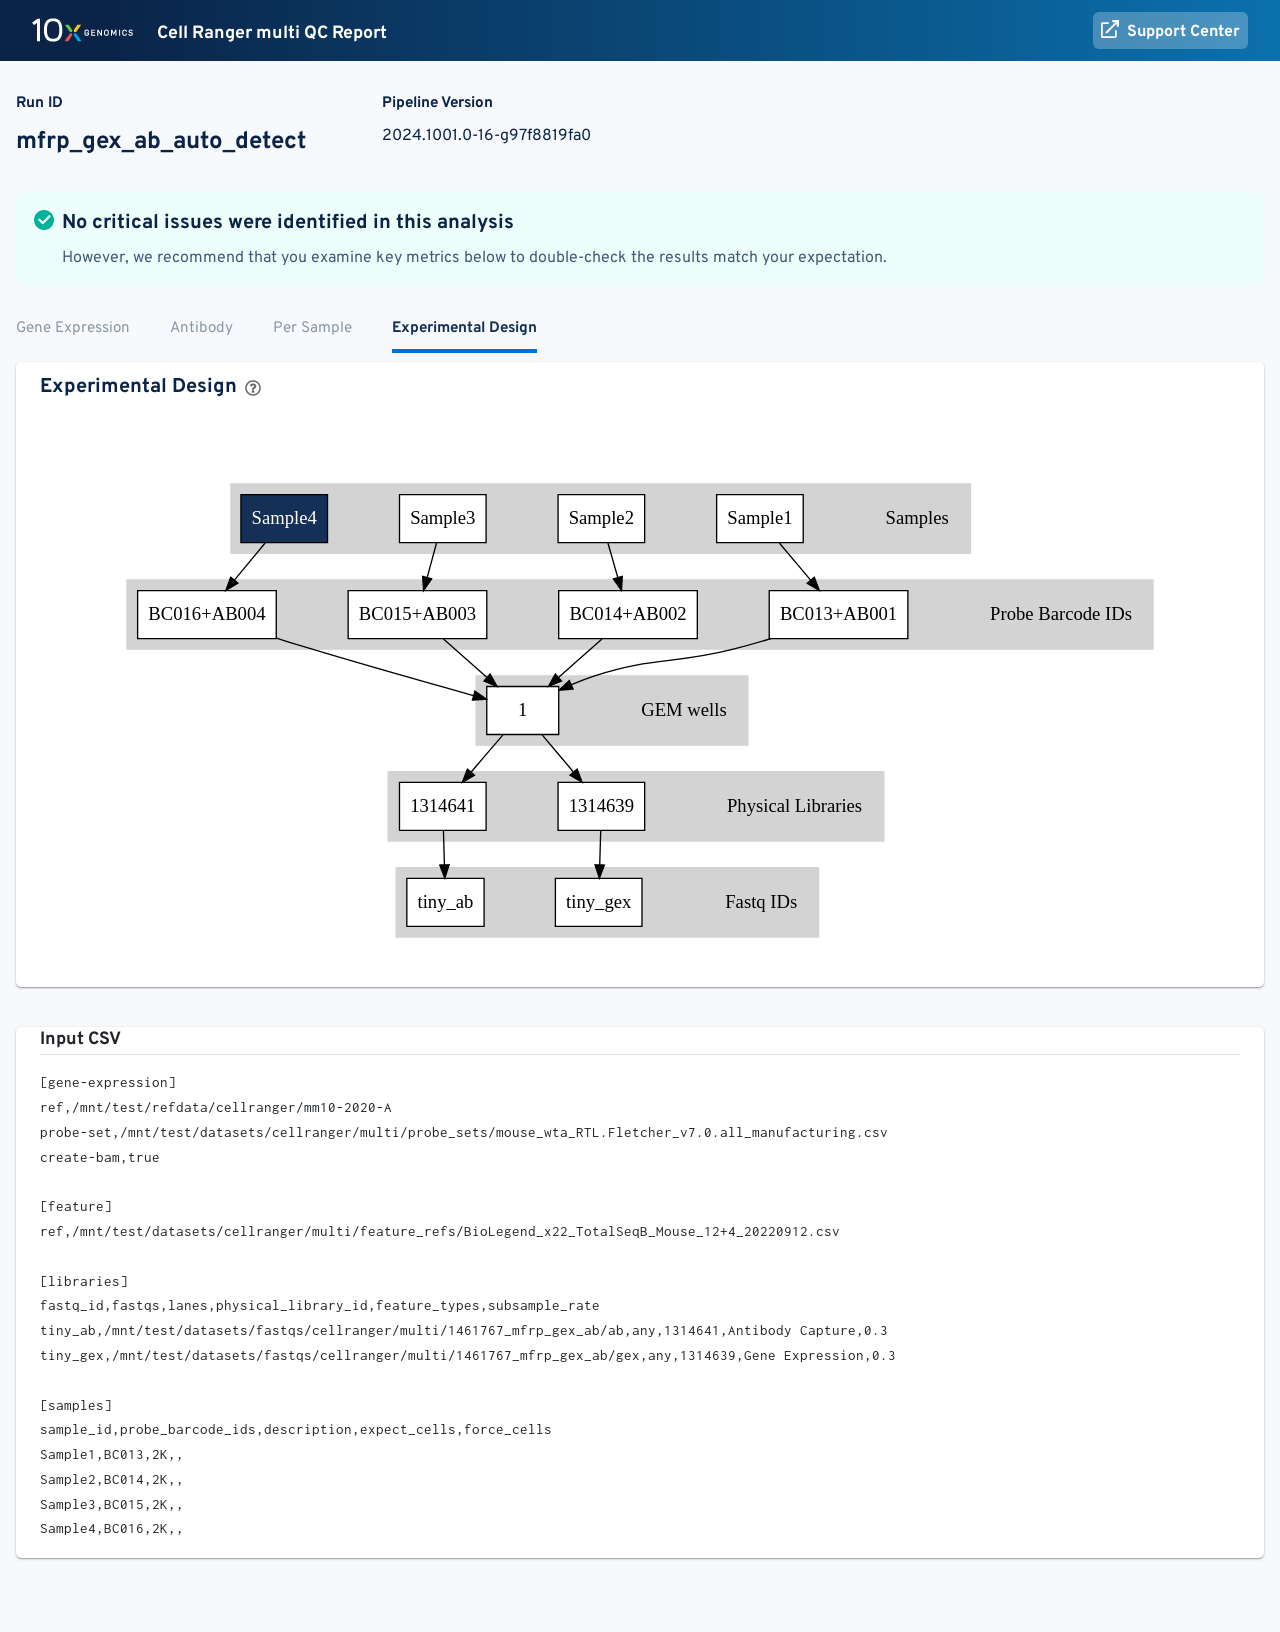 10x GENOMICS Cell Ranger multi QC Report Support Center
Run ID Pipeline Version
mfrp_gex_ab_auto_detect 2024.1001.0-16-g97f8819fa0
No critical issues were identified in this analysis
However, we recommend that you examine key metrics below to double-check the results match your expectation.
Gene Expression Antibody Per Sample Experimental Design
Experimental Design ?
Sample4 Sample3 Sample2 Sample1 Samples
BC016+AB004 BC015+AB003 BC014+AB002 BC013+AB001 Probe Barcode IDs
1 GEM wells
1314641 1314639 Physical Libraries
tiny_ab tiny_gex Fastq IDs
Input CSV
[gene-expression]
ref,/mnt/test/refdata/cellranger/mm10-2020-A
probe-set,/mnt/test/datasets/cellranger/multi/probe_sets/mouse_wta_RTL.Fletcher_v7.0.all_manufacturing.csv
create-bam,true
[feature]
ref,/mnt/test/datasets/cellranger/multi/feature_refs/BioLegend_x22_TotalSeqB_Mouse_12+4_20220912.csv
[libraries]
fastq_id,fastqs,lanes,physical_library_id,feature_types,subsample_rate
tiny_ab,/mnt/test/datasets/fastqs/cellranger/multi/1461767_mfrp_gex_ab/ab,any,1314641,Antibody Capture,0.3
tiny_gex,/mnt/test/datasets/fastqs/cellranger/multi/1461767_mfrp_gex_ab/gex,any,1314639,Gene Expression,0.3
[samples]
sample_id,probe_barcode_ids,description,expect_cells,force_cells
Sample1,BC013,2K,,
Sample2,BC014,2K,,
Sample3,BC015,2K,,
Sample4,BC016,2K,,